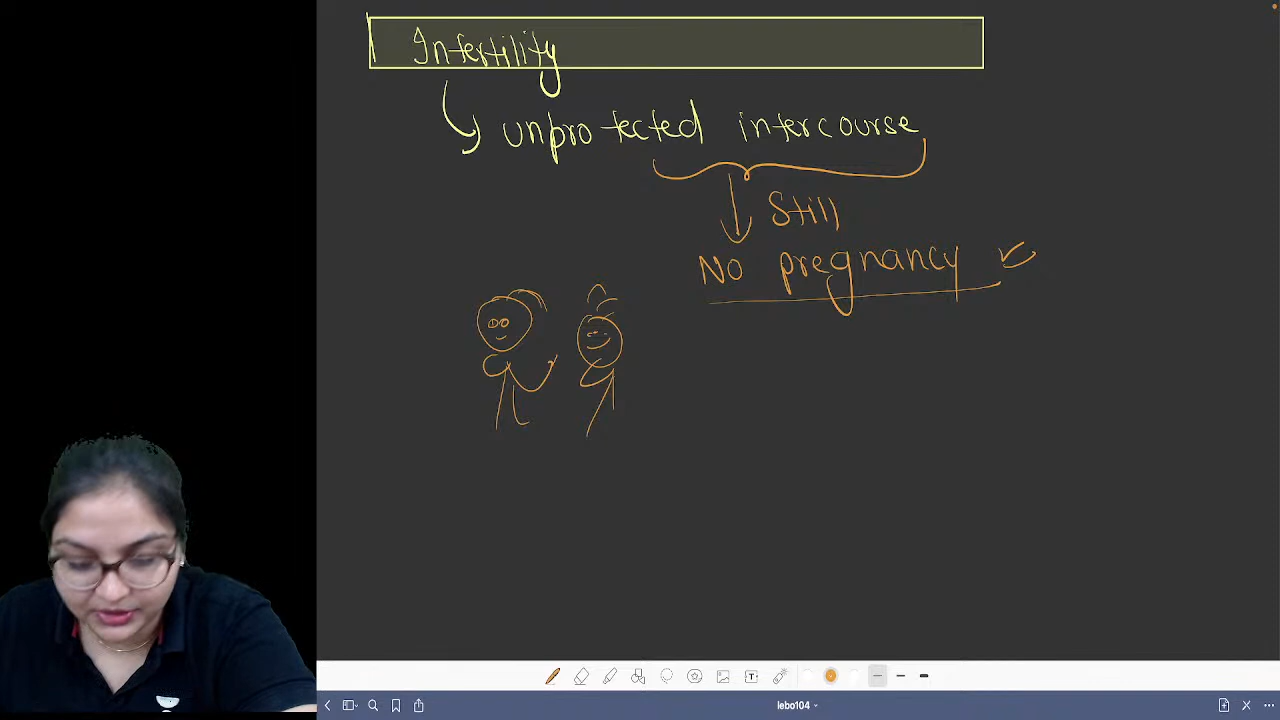 Infertility
unprotected intercourse
Still
No pregnancy
lebo104